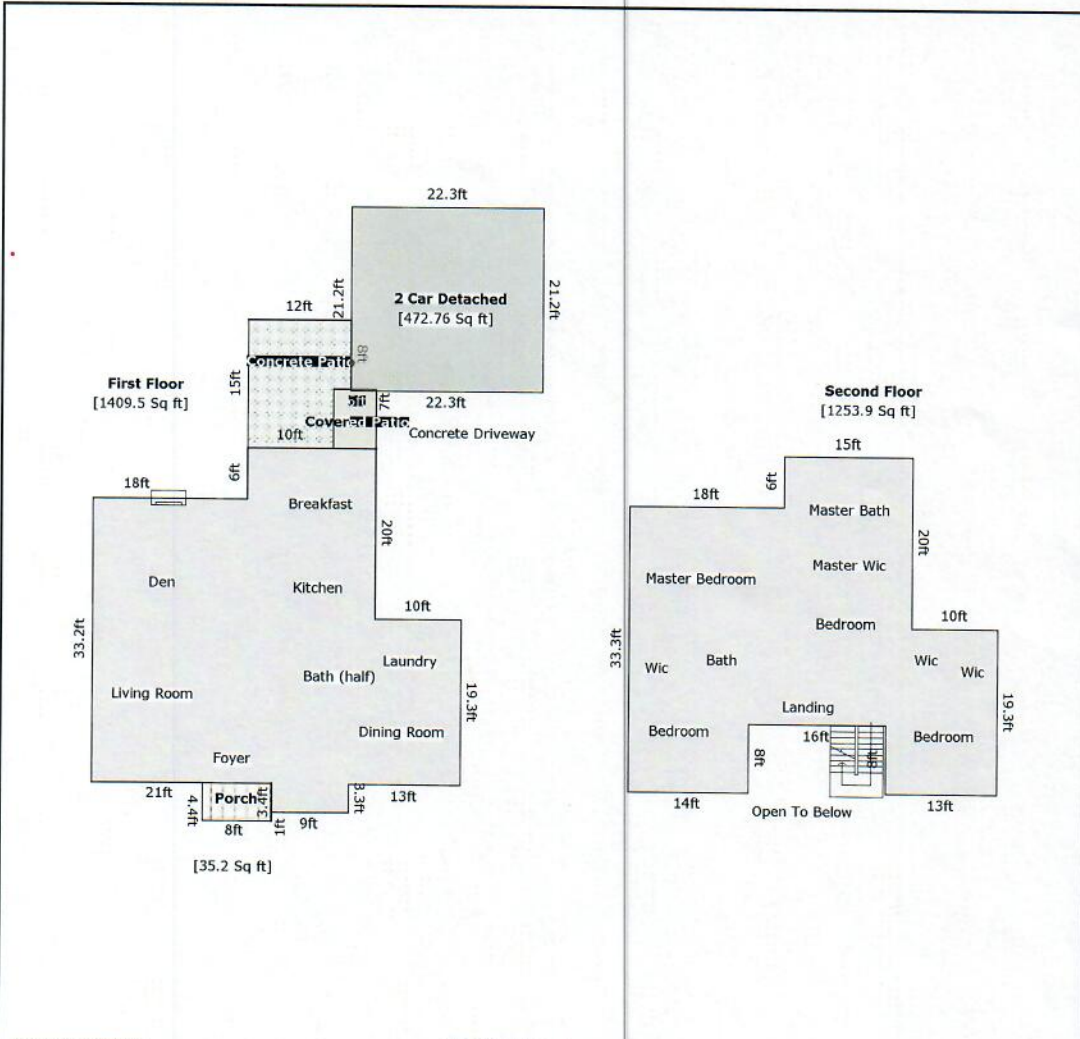 22.3ft
21.2ft
21.2ft
2 Car Detached
[472.76 Sq ft]
12ft
8ft
Concrete Patio
15ft
First Floor
[1409.5 Sq ft]
22.3ft
5ft
7ft
Covered Patio
Concrete Driveway
10ft
6ft
18ft
Breakfast
20ft
Den
Kitchen
10ft
33.2ft
Laundry
Bath (half)
Living Room
19.3ft
Dining Room
Foyer
21ft
Porch
4.4ft
3.4ft
8ft
1ft
9ft
3.3ft
13ft
[35.2 Sq ft]
Second Floor
[1253.9 Sq ft]
15ft
6ft
18ft
Master Bath
20ft
Master Bedroom
Master Wic
10ft
Bedroom
33.3ft
Wic
Bath
Wic
Wic
Landing
19.3ft
Bedroom
16ft
Bedroom
8ft
8ft
14ft
Open To Below
13ft